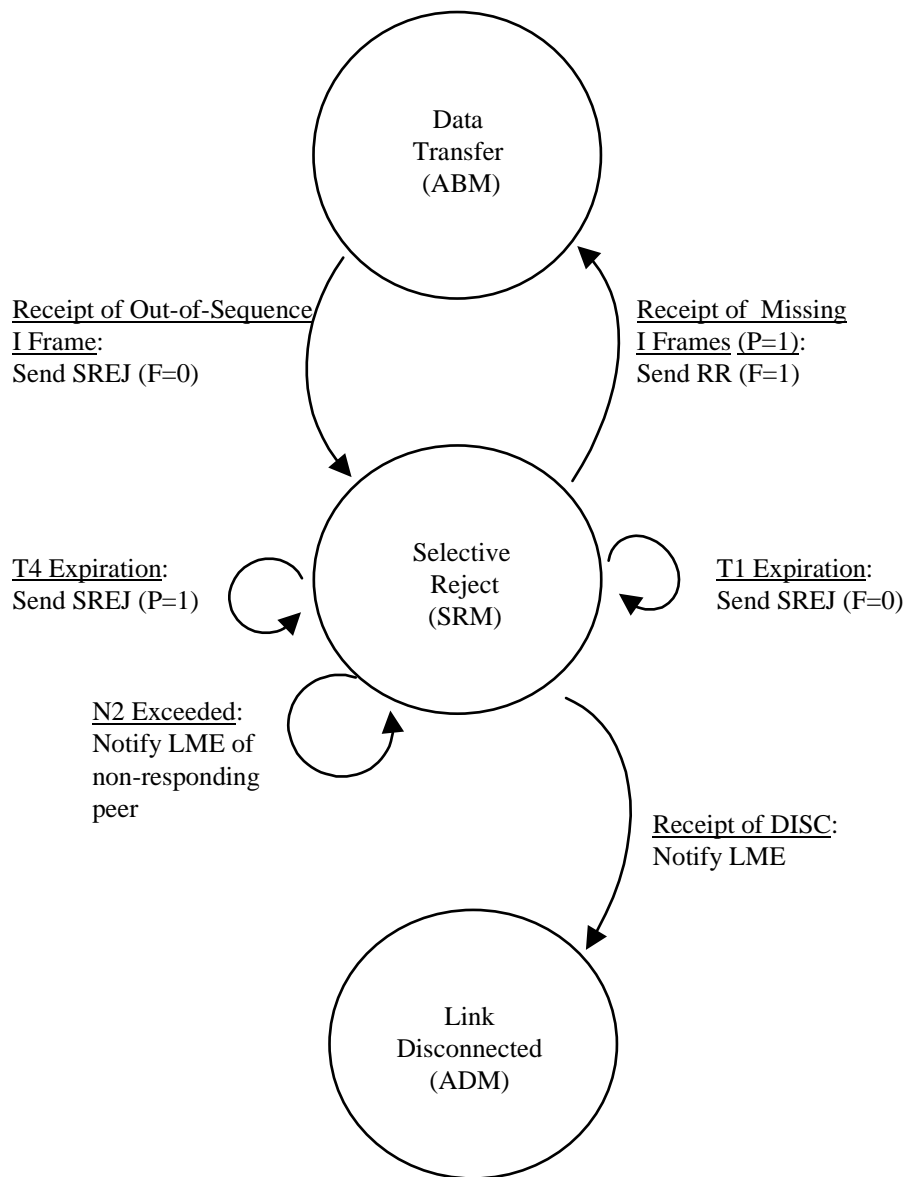 Data
Transfer
(ABM)
Receipt of Out-of-Sequence
I Frame:
Send SREJ (F=0)
Receipt of Missing
I Frames (P=1):
Send RR (F=1)
T4 Expiration:
Send SREJ (P=1)
Selective
Reject
(SRM)
T1 Expiration:
Send SREJ (F=0)
N2 Exceeded:
Notify LME of
non-responding
peer
Receipt of DISC:
Notify LME
Link
Disconnected
(ADM)